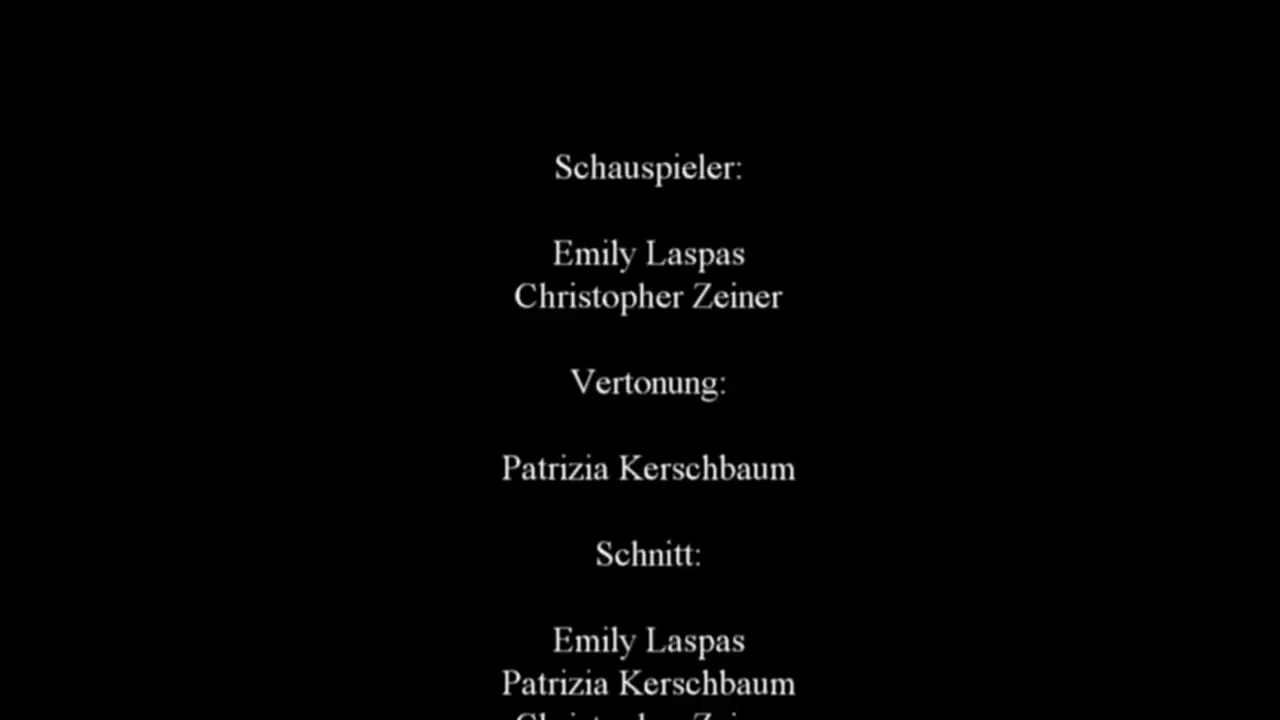 Schauspieler:
Emily Laspas
Christopher Zeiner
Vertonung:
Patrizia Kerschbaum
Schnitt:
Emily Laspas
Patrizia Kerschbaum